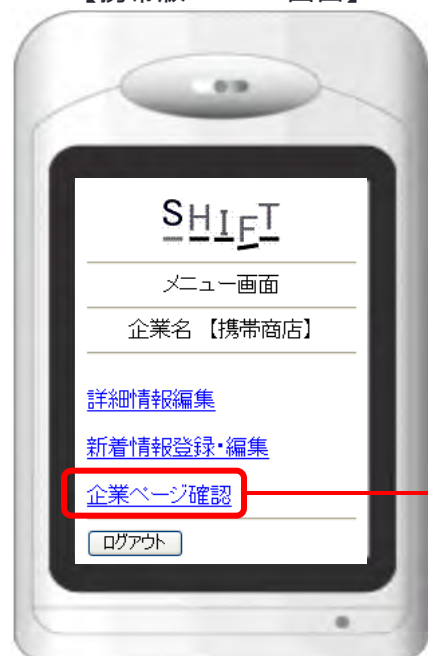 SHIFT
メニュー画面
企業名 【携帯商店】
詳細情報編集
新着情報登録・編集
企業ページ確認
ログアウト